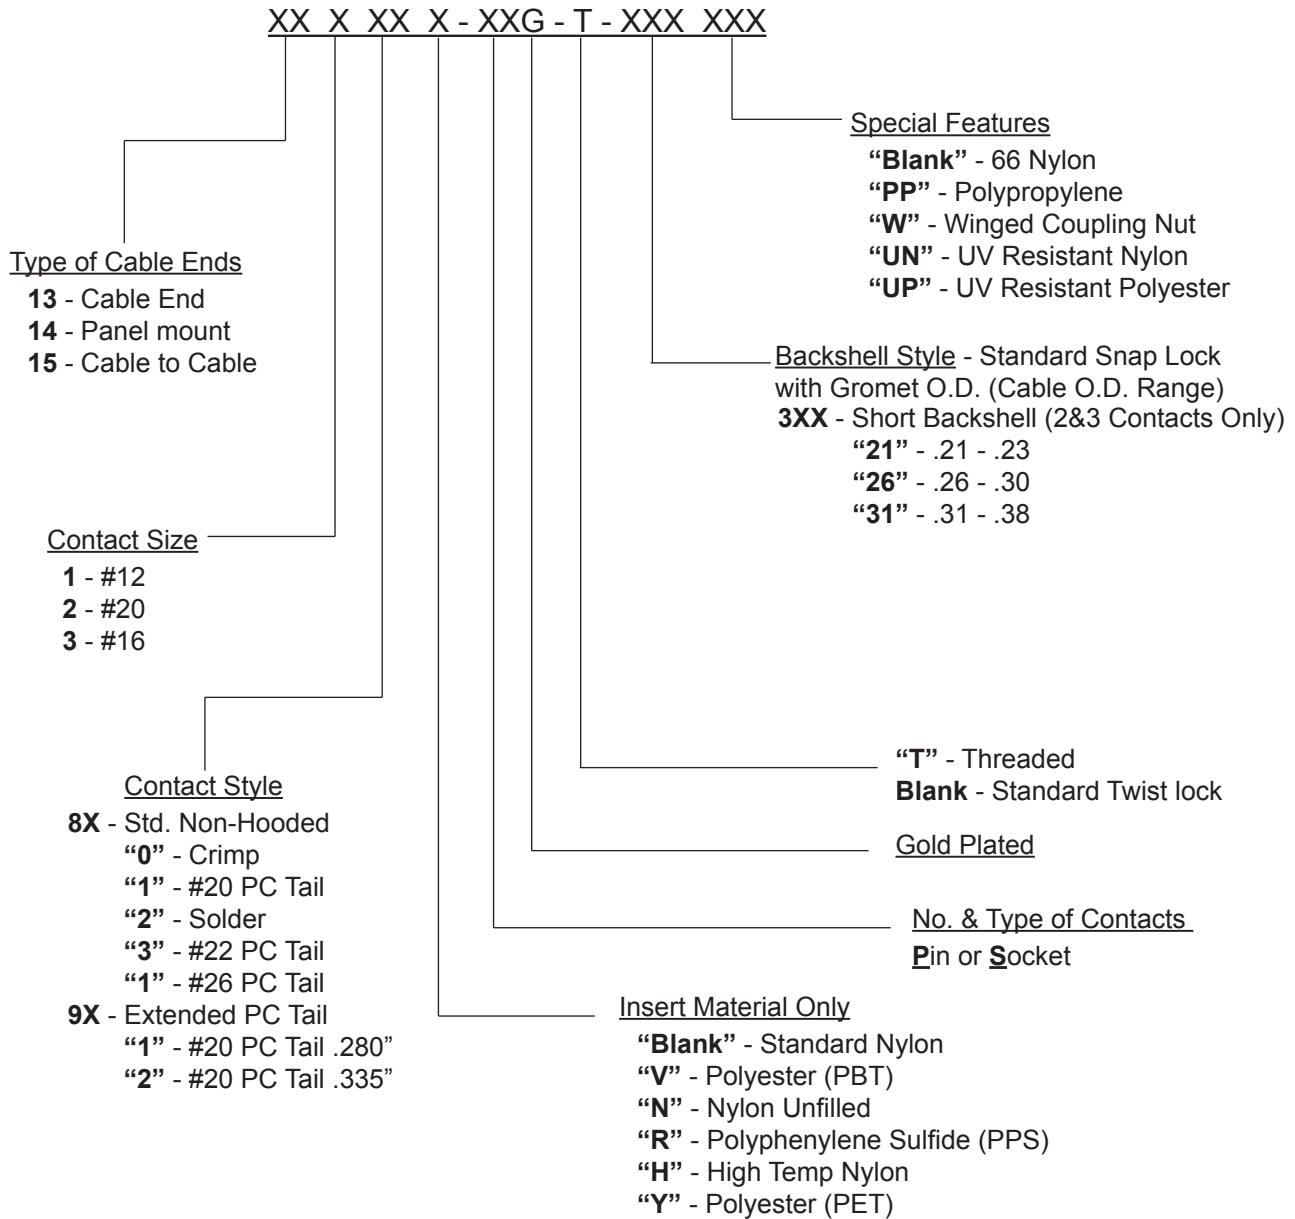 XX X XX X - XXG - T - XXX XXX
Special Features
“Blank” - 66 Nylon
“PP” - Polypropylene
“W” - Winged Coupling Nut
“UN” - UV Resistant Nylon
“UP” - UV Resistant Polyester
Type of Cable Ends
13 - Cable End
14 - Panel mount
15 - Cable to Cable
Backshell Style - Standard Snap Lock
with Gromet O.D. (Cable O.D. Range)
3XX - Short Backshell (2&3 Contacts Only)
“21” - .21 - .23
“26” - .26 - .30
“31” - .31 - .38
Contact Size
1 - #12
2 - #20
3 - #16
“T” - Threaded
Blank - Standard Twist lock
Gold Plated
No. & Type of Contacts
Pin or Socket
Contact Style
8X - Std. Non-Hooded
“0” - Crimp
“1” - #20 PC Tail
“2” - Solder
“3” - #22 PC Tail
“1” - #26 PC Tail
9X - Extended PC Tail
“1” - #20 PC Tail .280”
“2” - #20 PC Tail .335”
Insert Material Only
“Blank” - Standard Nylon
“V” - Polyester (PBT)
“N” - Nylon Unfilled
“R” - Polyphenylene Sulfide (PPS)
“H” - High Temp Nylon
“Y” - Polyester (PET)